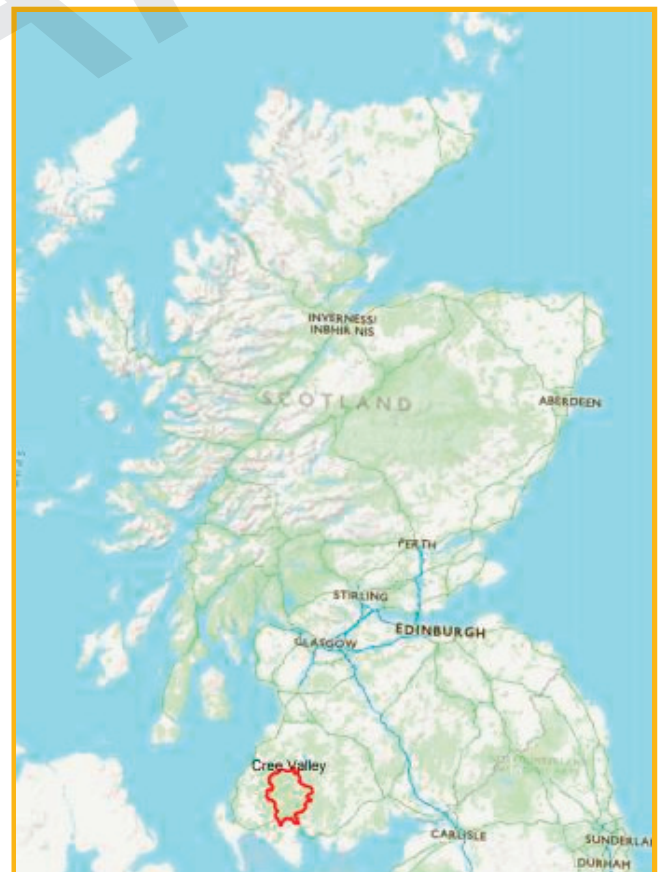 INVERNESS/
INBHIR NIS
SCOTLAND
ABERDEEN
PERTH
STIRLING
EDINBURGH
GLASGOW
Cree Valley
CARLISLE
SUNDERLA
DURHAM